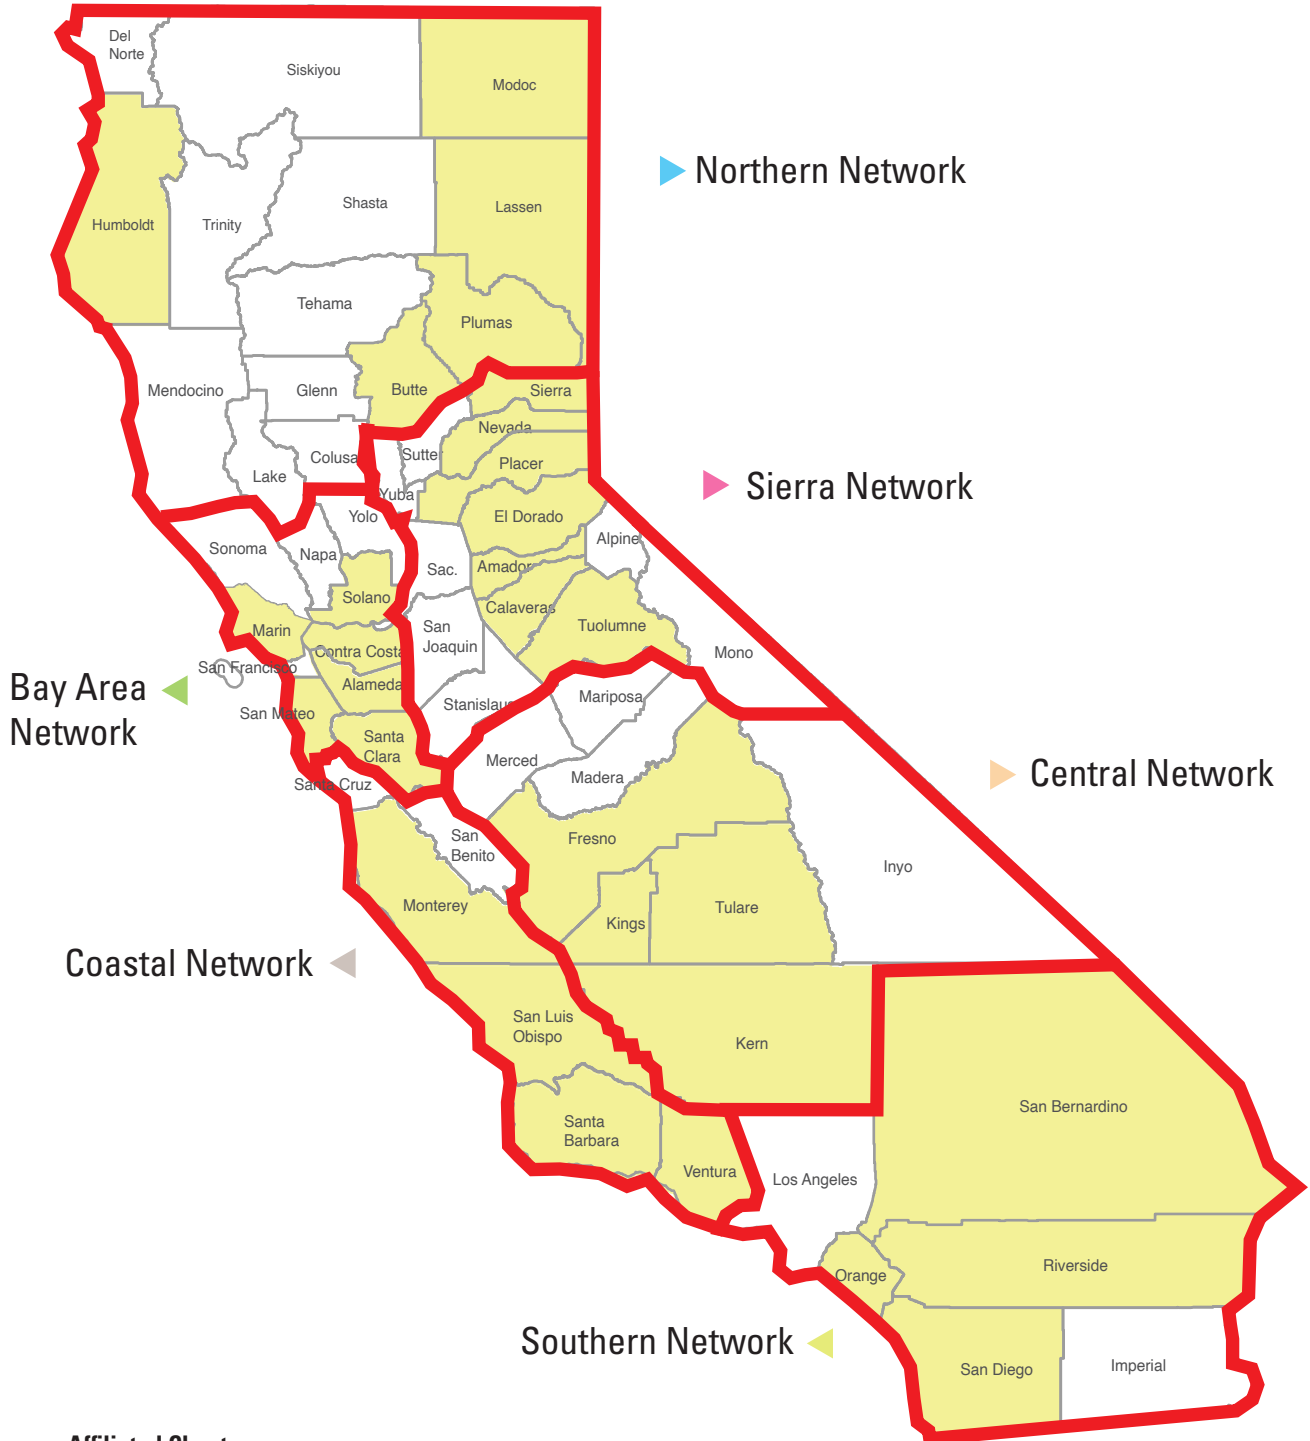 Del
Norte
Siskiyou
Modoc
Northern Network
Humboldt
Trinity
Shasta
Lassen
Tehama
Plumas
Mendocino
Glenn
Butte
Sierra
Nevada
Colusa
Sutte
Placer
Lake
Yuba
Sierra Network
Yolo
El Dorado
Sonoma
Napa
Alpine
Sac.
Amador
Solano
Calaveras
Marin
San
Joaquin
Tuolumne
Contra Costa
Mono
San Francisco
Alameda
Bay Area
Network
San Mateo
Stanislaus
Mariposa
Santa
Clara
Merced
Madera
Central Network
Santa Cruz
San
Benito
Fresno
Inyo
Monterey
Kings
Tulare
Coastal Network
San Luis
Obispo
Kern
San Bernardino
Santa
Barbara
Ventura
Los Angeles
Riverside
Orange
Southern Network
San Diego
Imperial